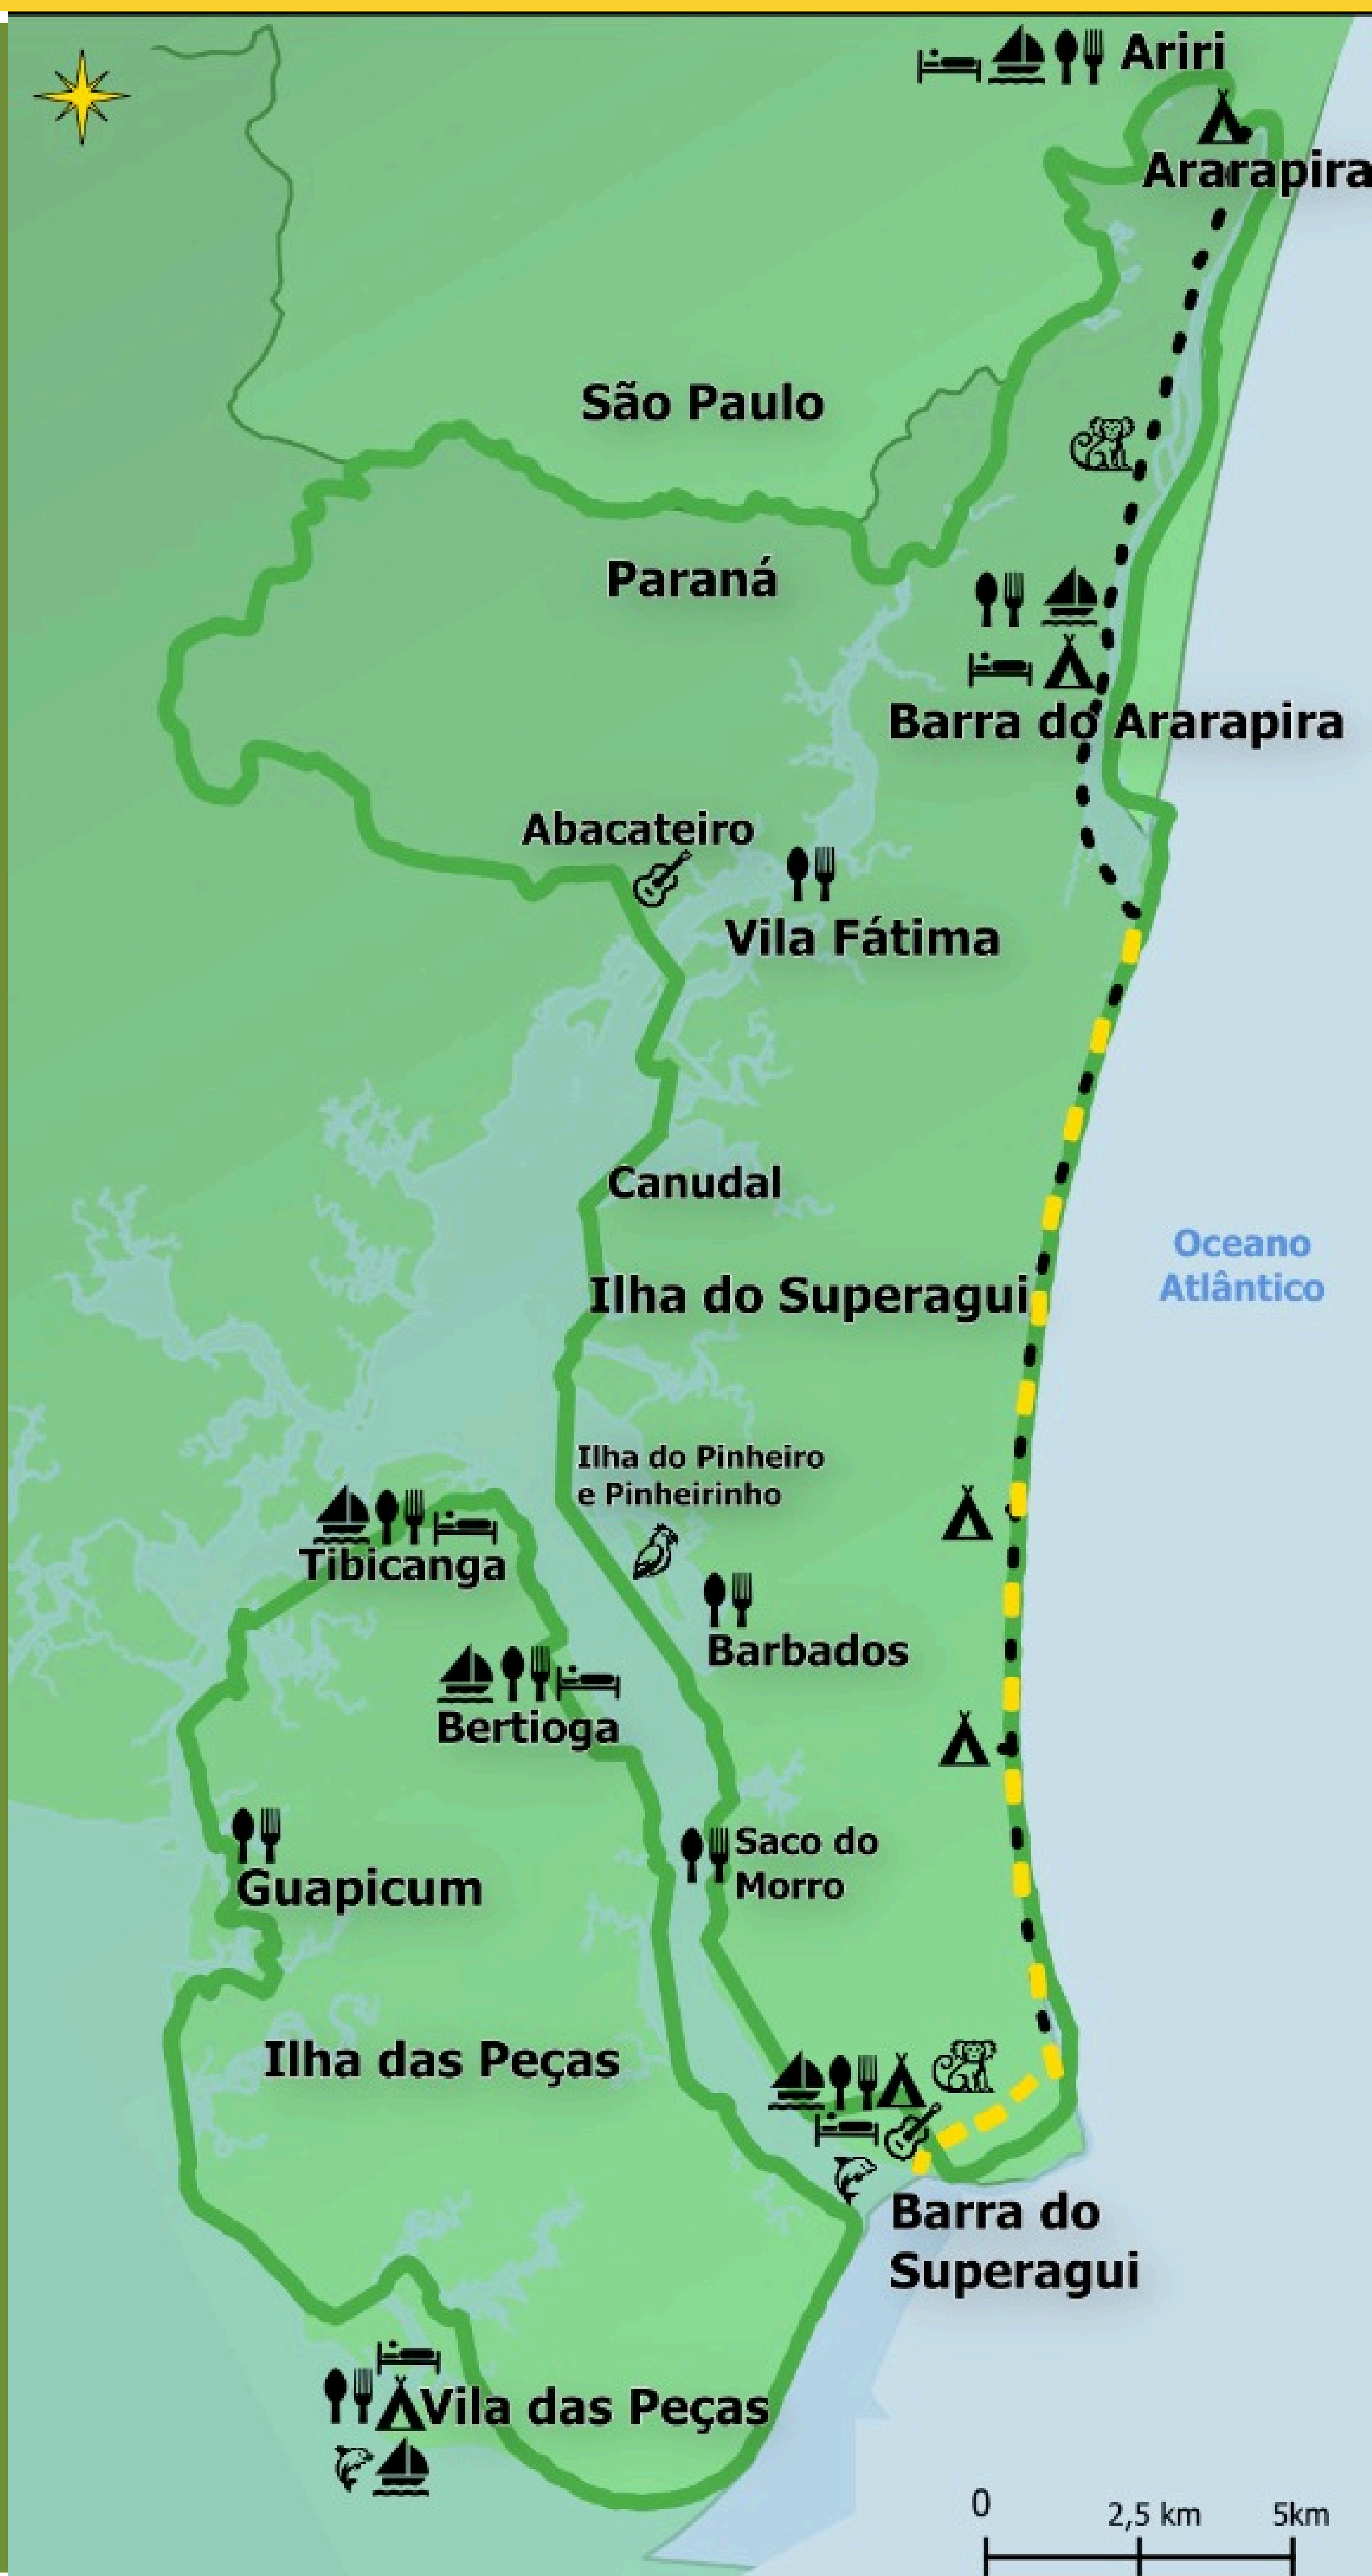 Ariri
Ararapira
São Paulo
Paraná
Barra do Ararapira
Abacateiro
Vila Fátima
Canudal
Oceano
Atlântico
Ilha do Superagui
Ilha do Pinheiro
e Pinheirinho
Tibicanga
Barbados
Bertioga
Saco do
Morro
Guapicum
Ilha das Peças
Barra do
Superagui
Vila das Peças
0 2,5 km 5km